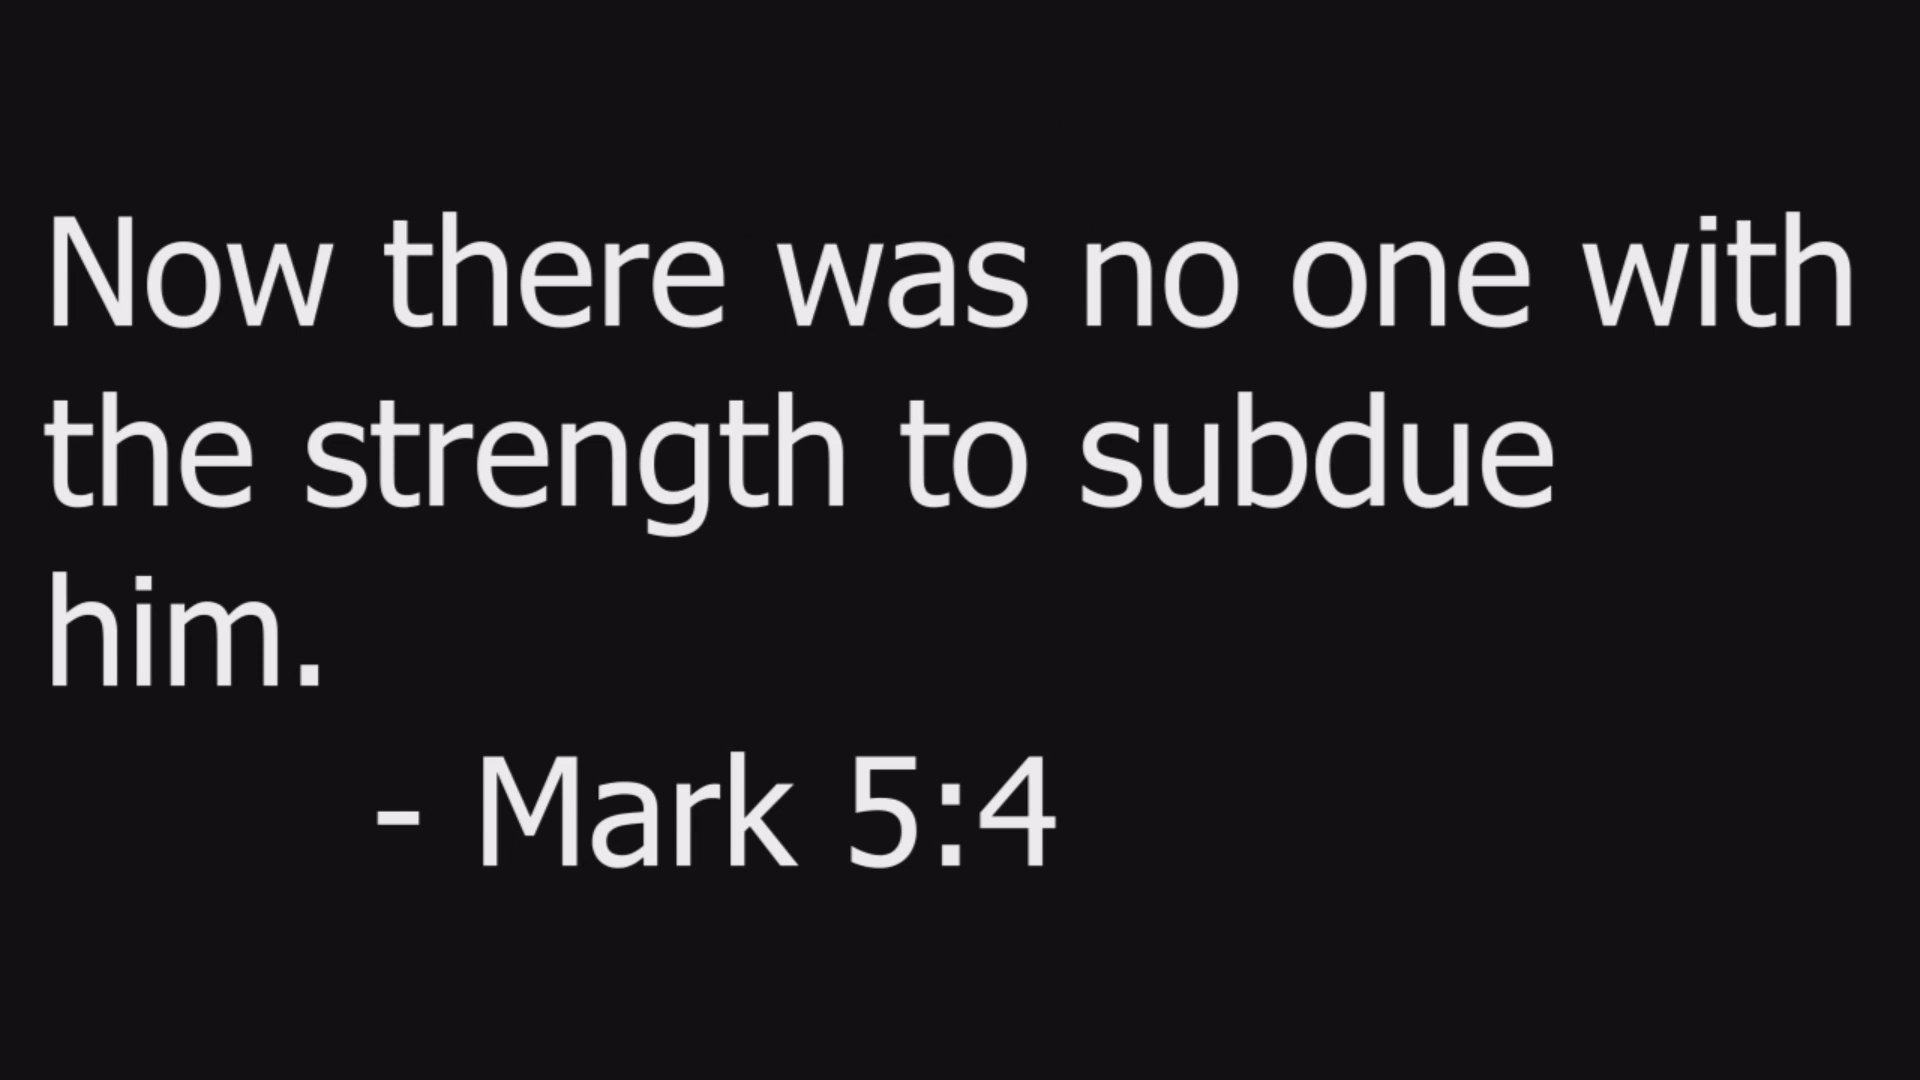 Now there was no one with
the strength to subdue
him.
- Mark 5:4